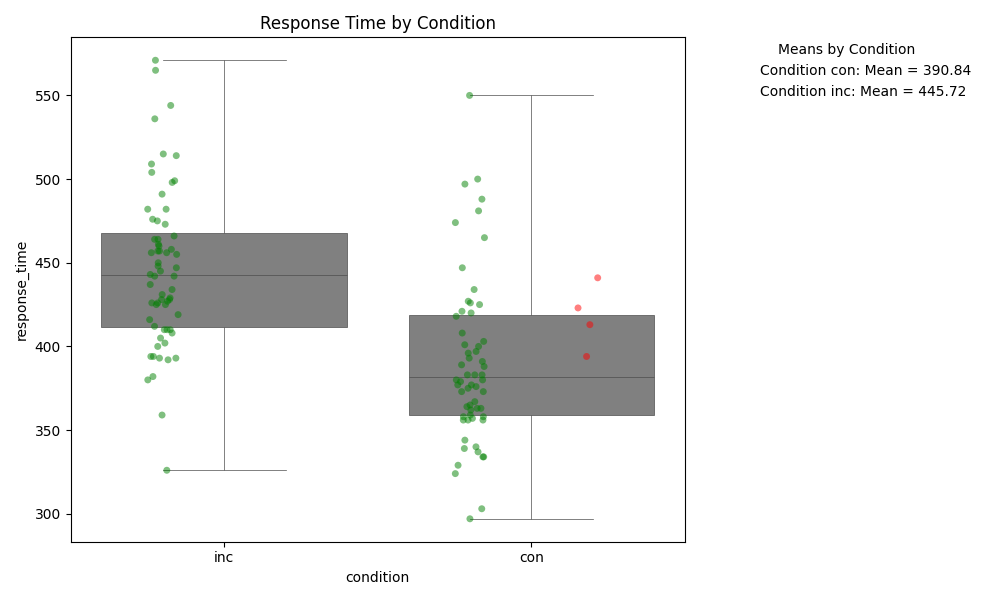 Response Time by Condition
Means by Condition
Condition con: Mean = 390.84
Condition inc: Mean = 445.72
response_time
550
500
450
400
350
300
inc
con
condition